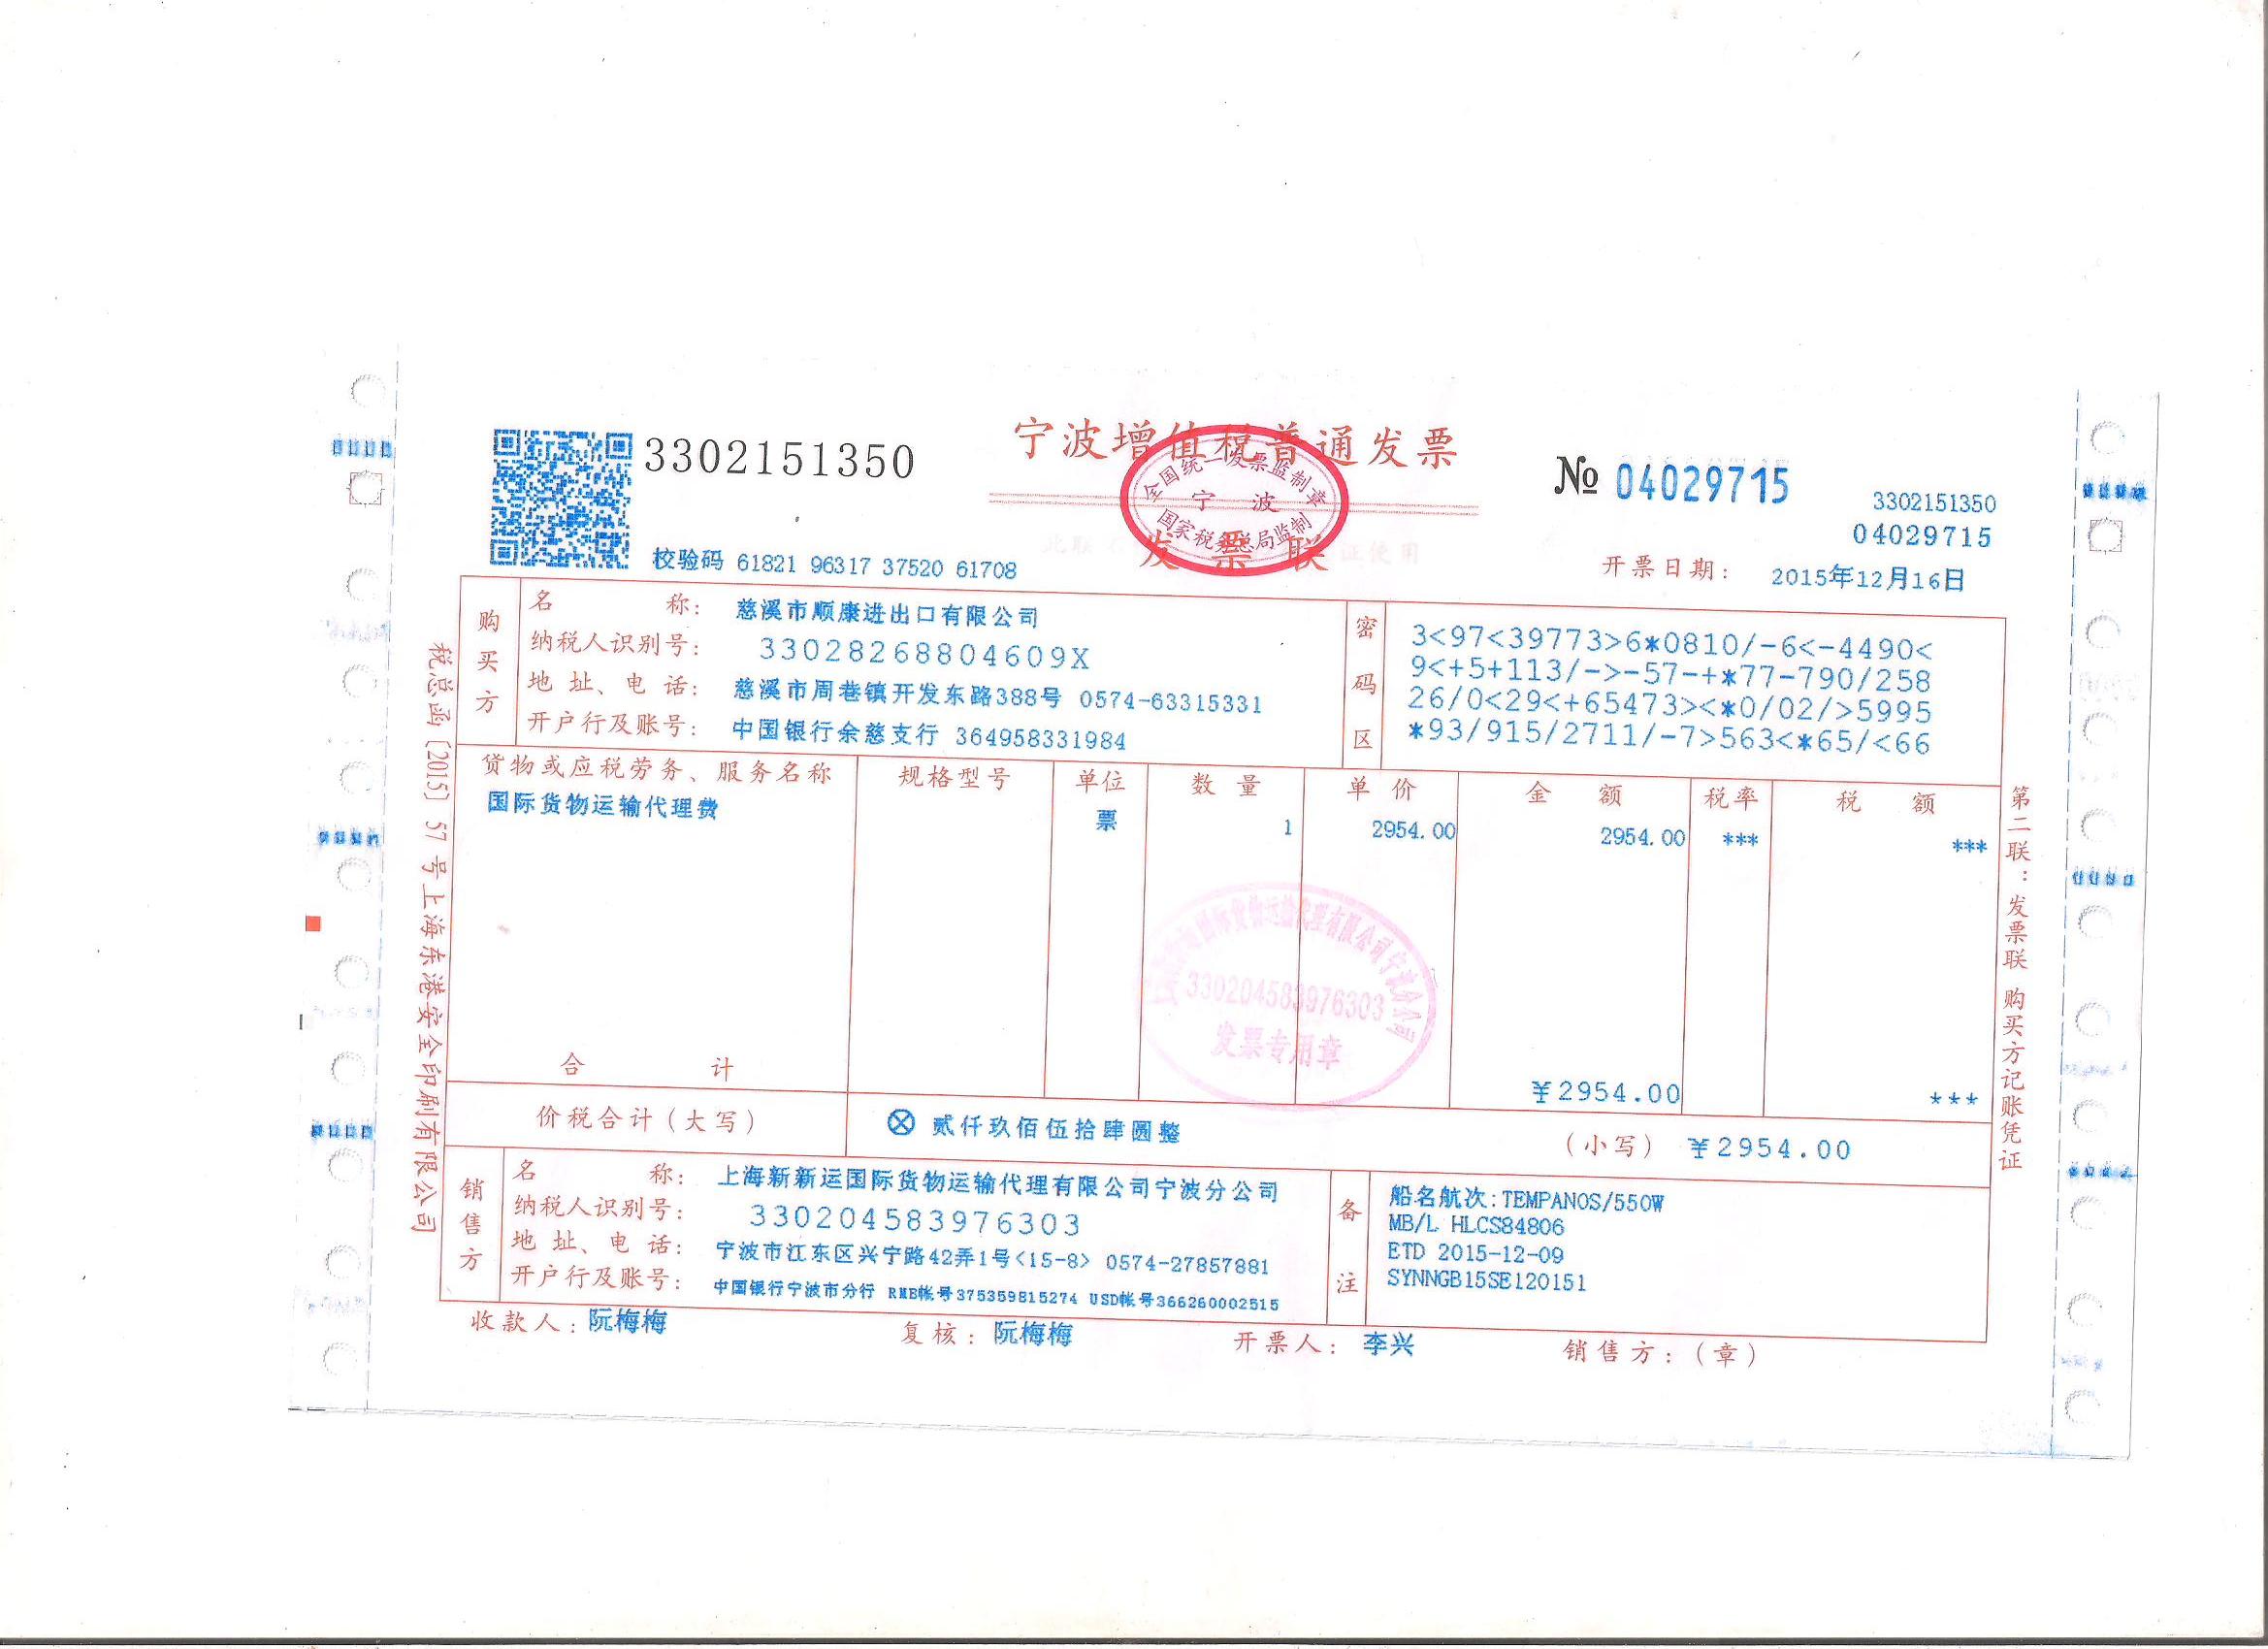 3302151350
宁波增值税普通发票
全国统一发票监制章
宁 波
国家税务总局监制
发票联
№ 04029715
3302151350
04029715
校验码 61821 96317 37520 61708
开票日期: 2015年12月16日
税总函〔2015〕57号上海东港安全印刷有限公司
购买方
名 称: 慈溪市顺康进出口有限公司
纳税人识别号: 33028268804609X
地 址、电 话: 慈溪市周巷镇开发东路388号 0574-63315331
开户行及账号: 中国银行余慈支行 364958331984
密码区
3<97<39773>6*0810/-6<-4490<
9<+5+113/->-57-+*77-790/258
26/0<29<+65473><*0/02/>5995
*93/915/2711/-7>563<*65/<66
货物或应税劳务、服务名称 规格型号 单位 数 量 单 价 金 额 税率 税 额
国际货物运输代理费 票 1 2954.00 2954.00 *** ***
国际货物运输代理有限公司宁波分公司
330204583976303
发票专用章
合 计 ¥2954.00 ***
价税合计(大写) ⊗ 贰仟玖佰伍拾肆圆整 (小写) ¥2954.00
销售方
名 称: 上海新新运国际货物运输代理有限公司宁波分公司
纳税人识别号: 330204583976303
地 址、电 话: 宁波市江东区兴宁路42弄1号<15-8> 0574-27857881
开户行及账号: 中国银行宁波市分行 RMB帐号375359815274 USD帐号366260002515
备注
船名航次:TEMPANOS/550W
MB/L HLCS84806
ETD 2015-12-09
SYNNGB15SE120151
收款人: 阮梅梅 复核: 阮梅梅 开票人: 李兴 销售方:(章)
第二联:发票联 购买方记账凭证